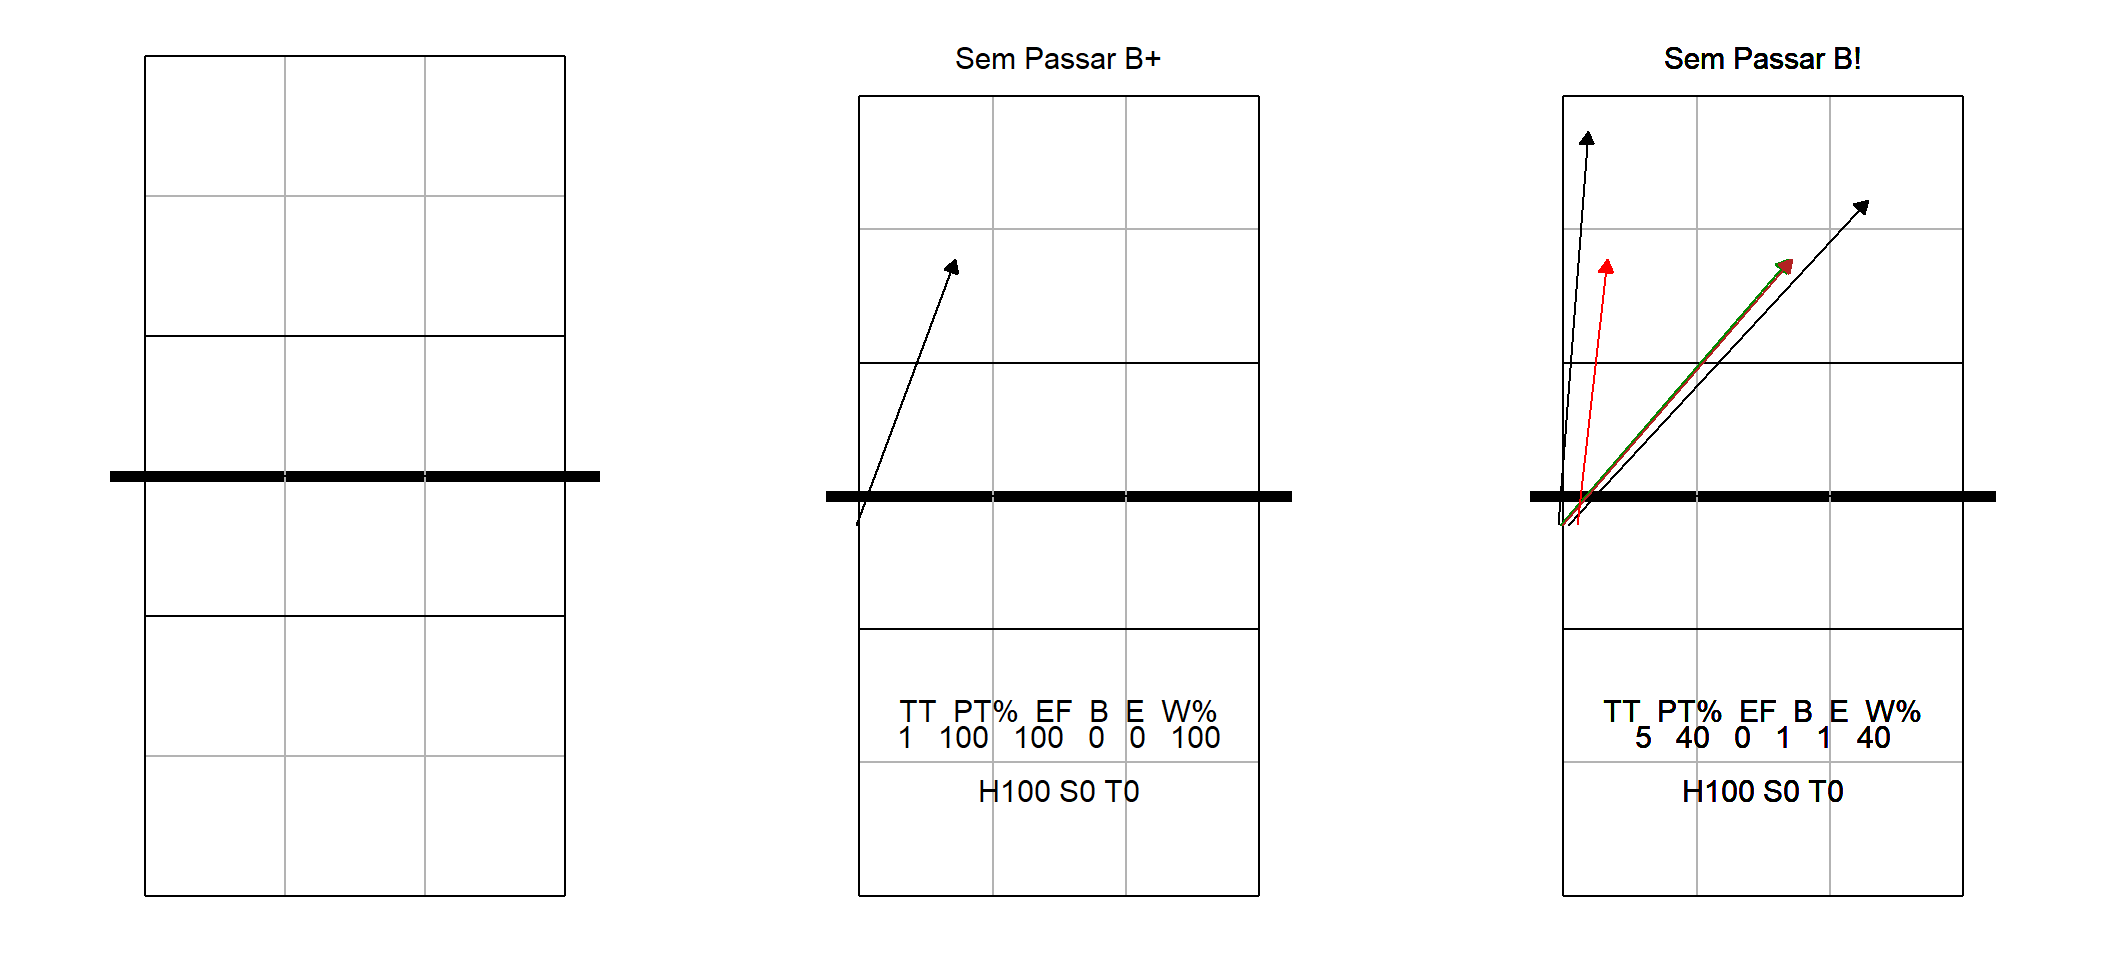 Sem Passar B+
TT PT% EF B E W%
1 100 100 0 0 100
H100 S0 T0
Sem Passar B!
TT PT% EF B E W%
5 40 0 1 1 40
H100 S0 T0